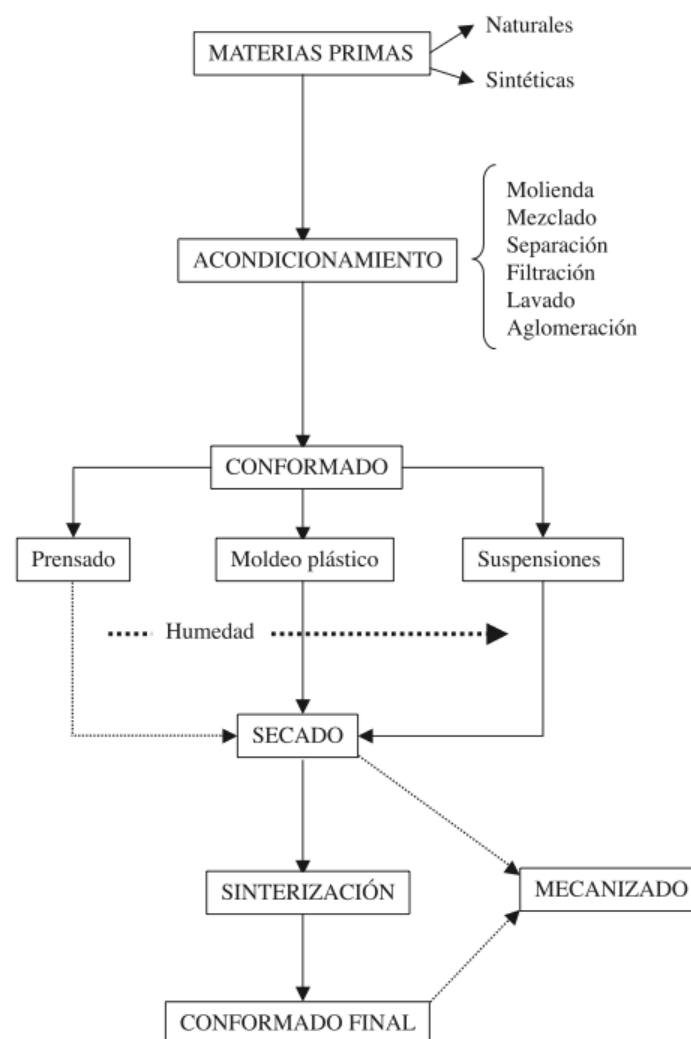 Naturales
MATERIAS PRIMAS
Sintéticas
Molienda
Mezclado
Separación
ACONDICIONAMIENTO
Filtración
Lavado
Aglomeración
CONFORMADO
Prensado
Moldeo plástico
Suspensiones
Humedad
SECADO
SINTERIZACIÓN
MECANIZADO
CONFORMADO FINAL